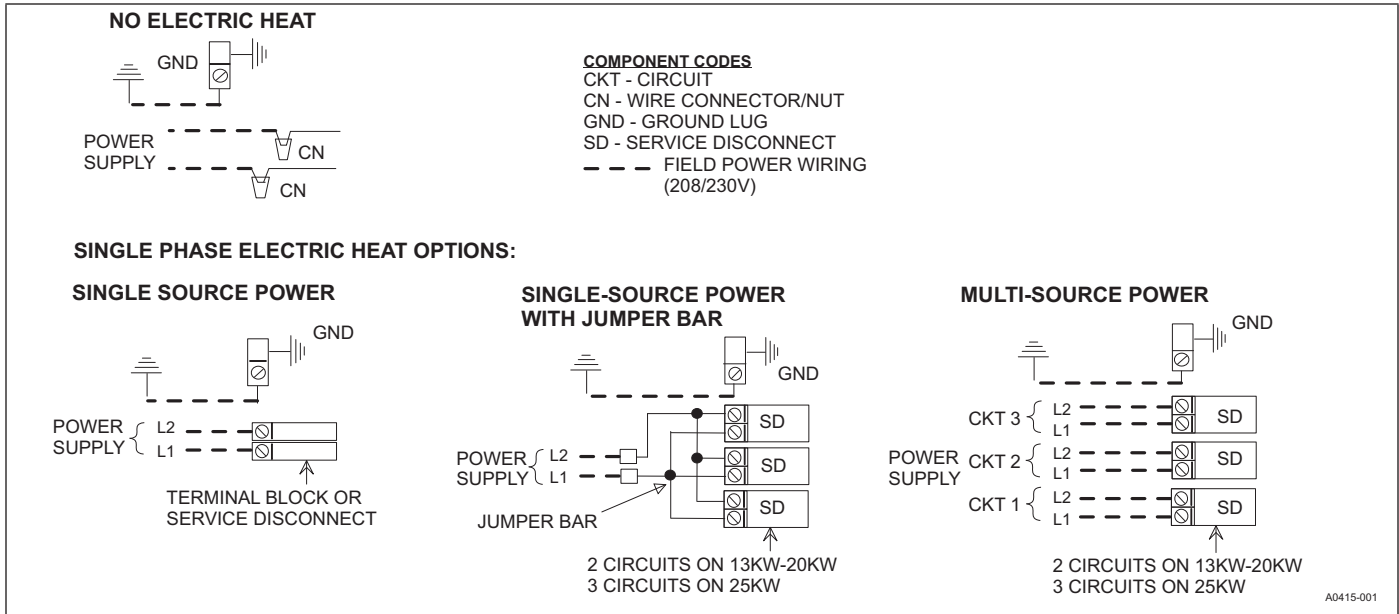 NO ELECTRIC HEAT
GND
POWER
SUPPLY
CN
CN
COMPONENT CODES
CKT - CIRCUIT
CN - WIRE CONNECTOR/NUT
GND - GROUND LUG
SD - SERVICE DISCONNECT
FIELD POWER WIRING
(208/230V)
SINGLE PHASE ELECTRIC HEAT OPTIONS:
SINGLE SOURCE POWER
GND
POWER
SUPPLY
L2
L1
TERMINAL BLOCK OR
SERVICE DISCONNECT
SINGLE-SOURCE POWER
WITH JUMPER BAR
GND
POWER
SUPPLY
L2
L1
SD
SD
SD
JUMPER BAR
2 CIRCUITS ON 13KW-20KW
3 CIRCUITS ON 25KW
MULTI-SOURCE POWER
GND
POWER
SUPPLY
CKT 3
L2
L1
SD
CKT 2
L2
L1
SD
CKT 1
L2
L1
SD
2 CIRCUITS ON 13KW-20KW
3 CIRCUITS ON 25KW
A0415-001